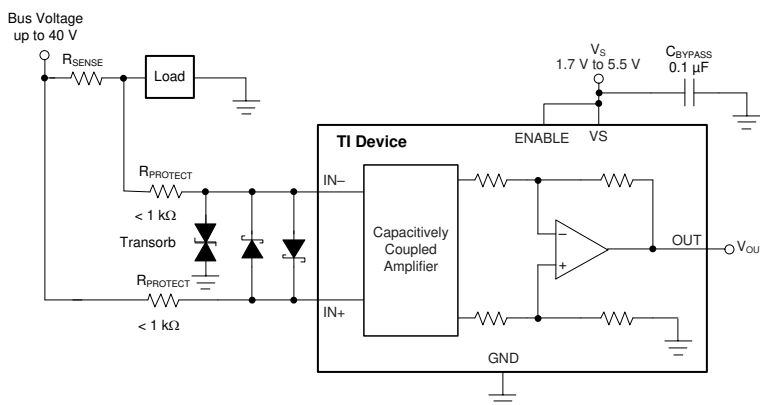 Bus Voltage
up to 40 V
RSENSE
Load
VS
1.7 V to 5.5 V
CBYPASS
0.1 µF
ENABLE
VS
TI Device
RPROTECT
< 1 kΩ
Transorb
RPROTECT
< 1 kΩ
IN−
IN+
Capacitively
Coupled
Amplifier
−
+
OUT
VOU
GND